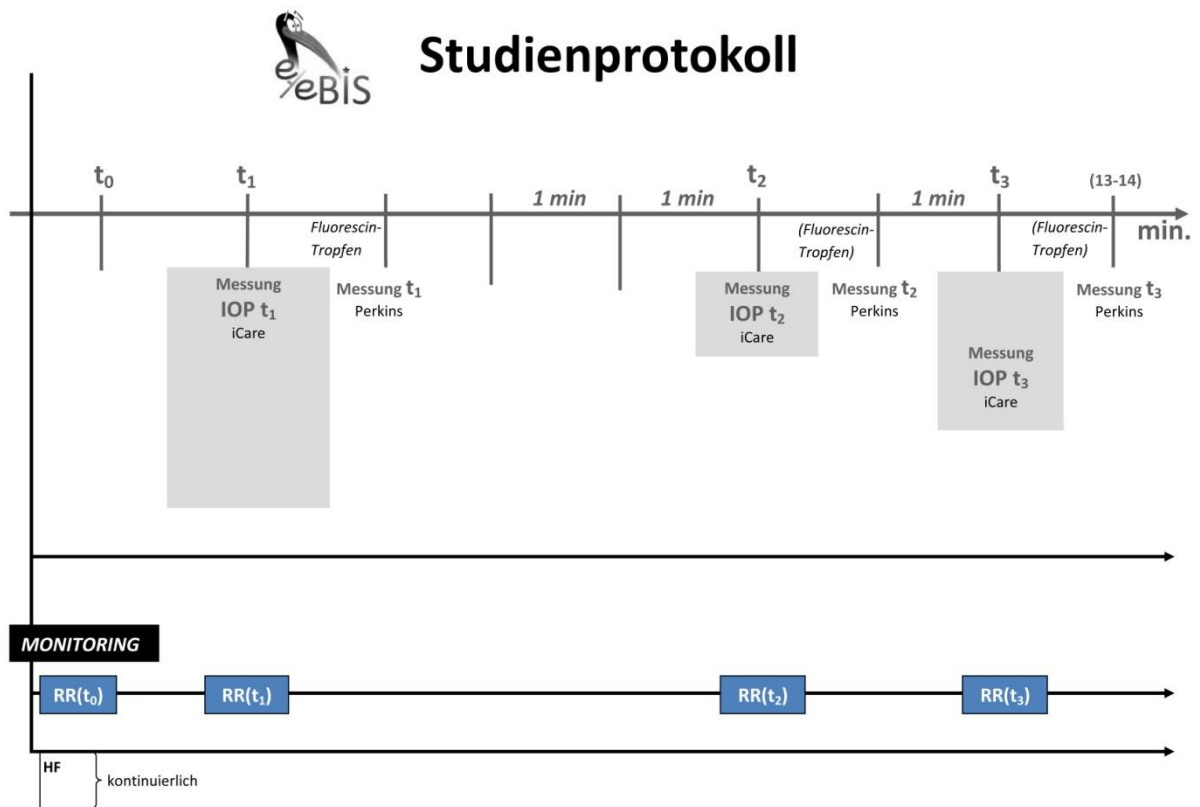 eyeBIS
Studienprotokoll
t₀ t₁ t₂ t₃ (13-14)
1 min 1 min 1 min
min.
Fluorescin-
Tropfen
(Fluorescin-
Tropfen)
(Fluorescin-
Tropfen)
Messung
IOP t₁
iCare
Messung t₁
Perkins
Messung
IOP t₂
iCare
Messung t₂
Perkins
Messung
IOP t₃
iCare
Messung t₃
Perkins
MONITORING
RR(t₀) RR(t₁) RR(t₂) RR(t₃)
HF
kontinuierlich